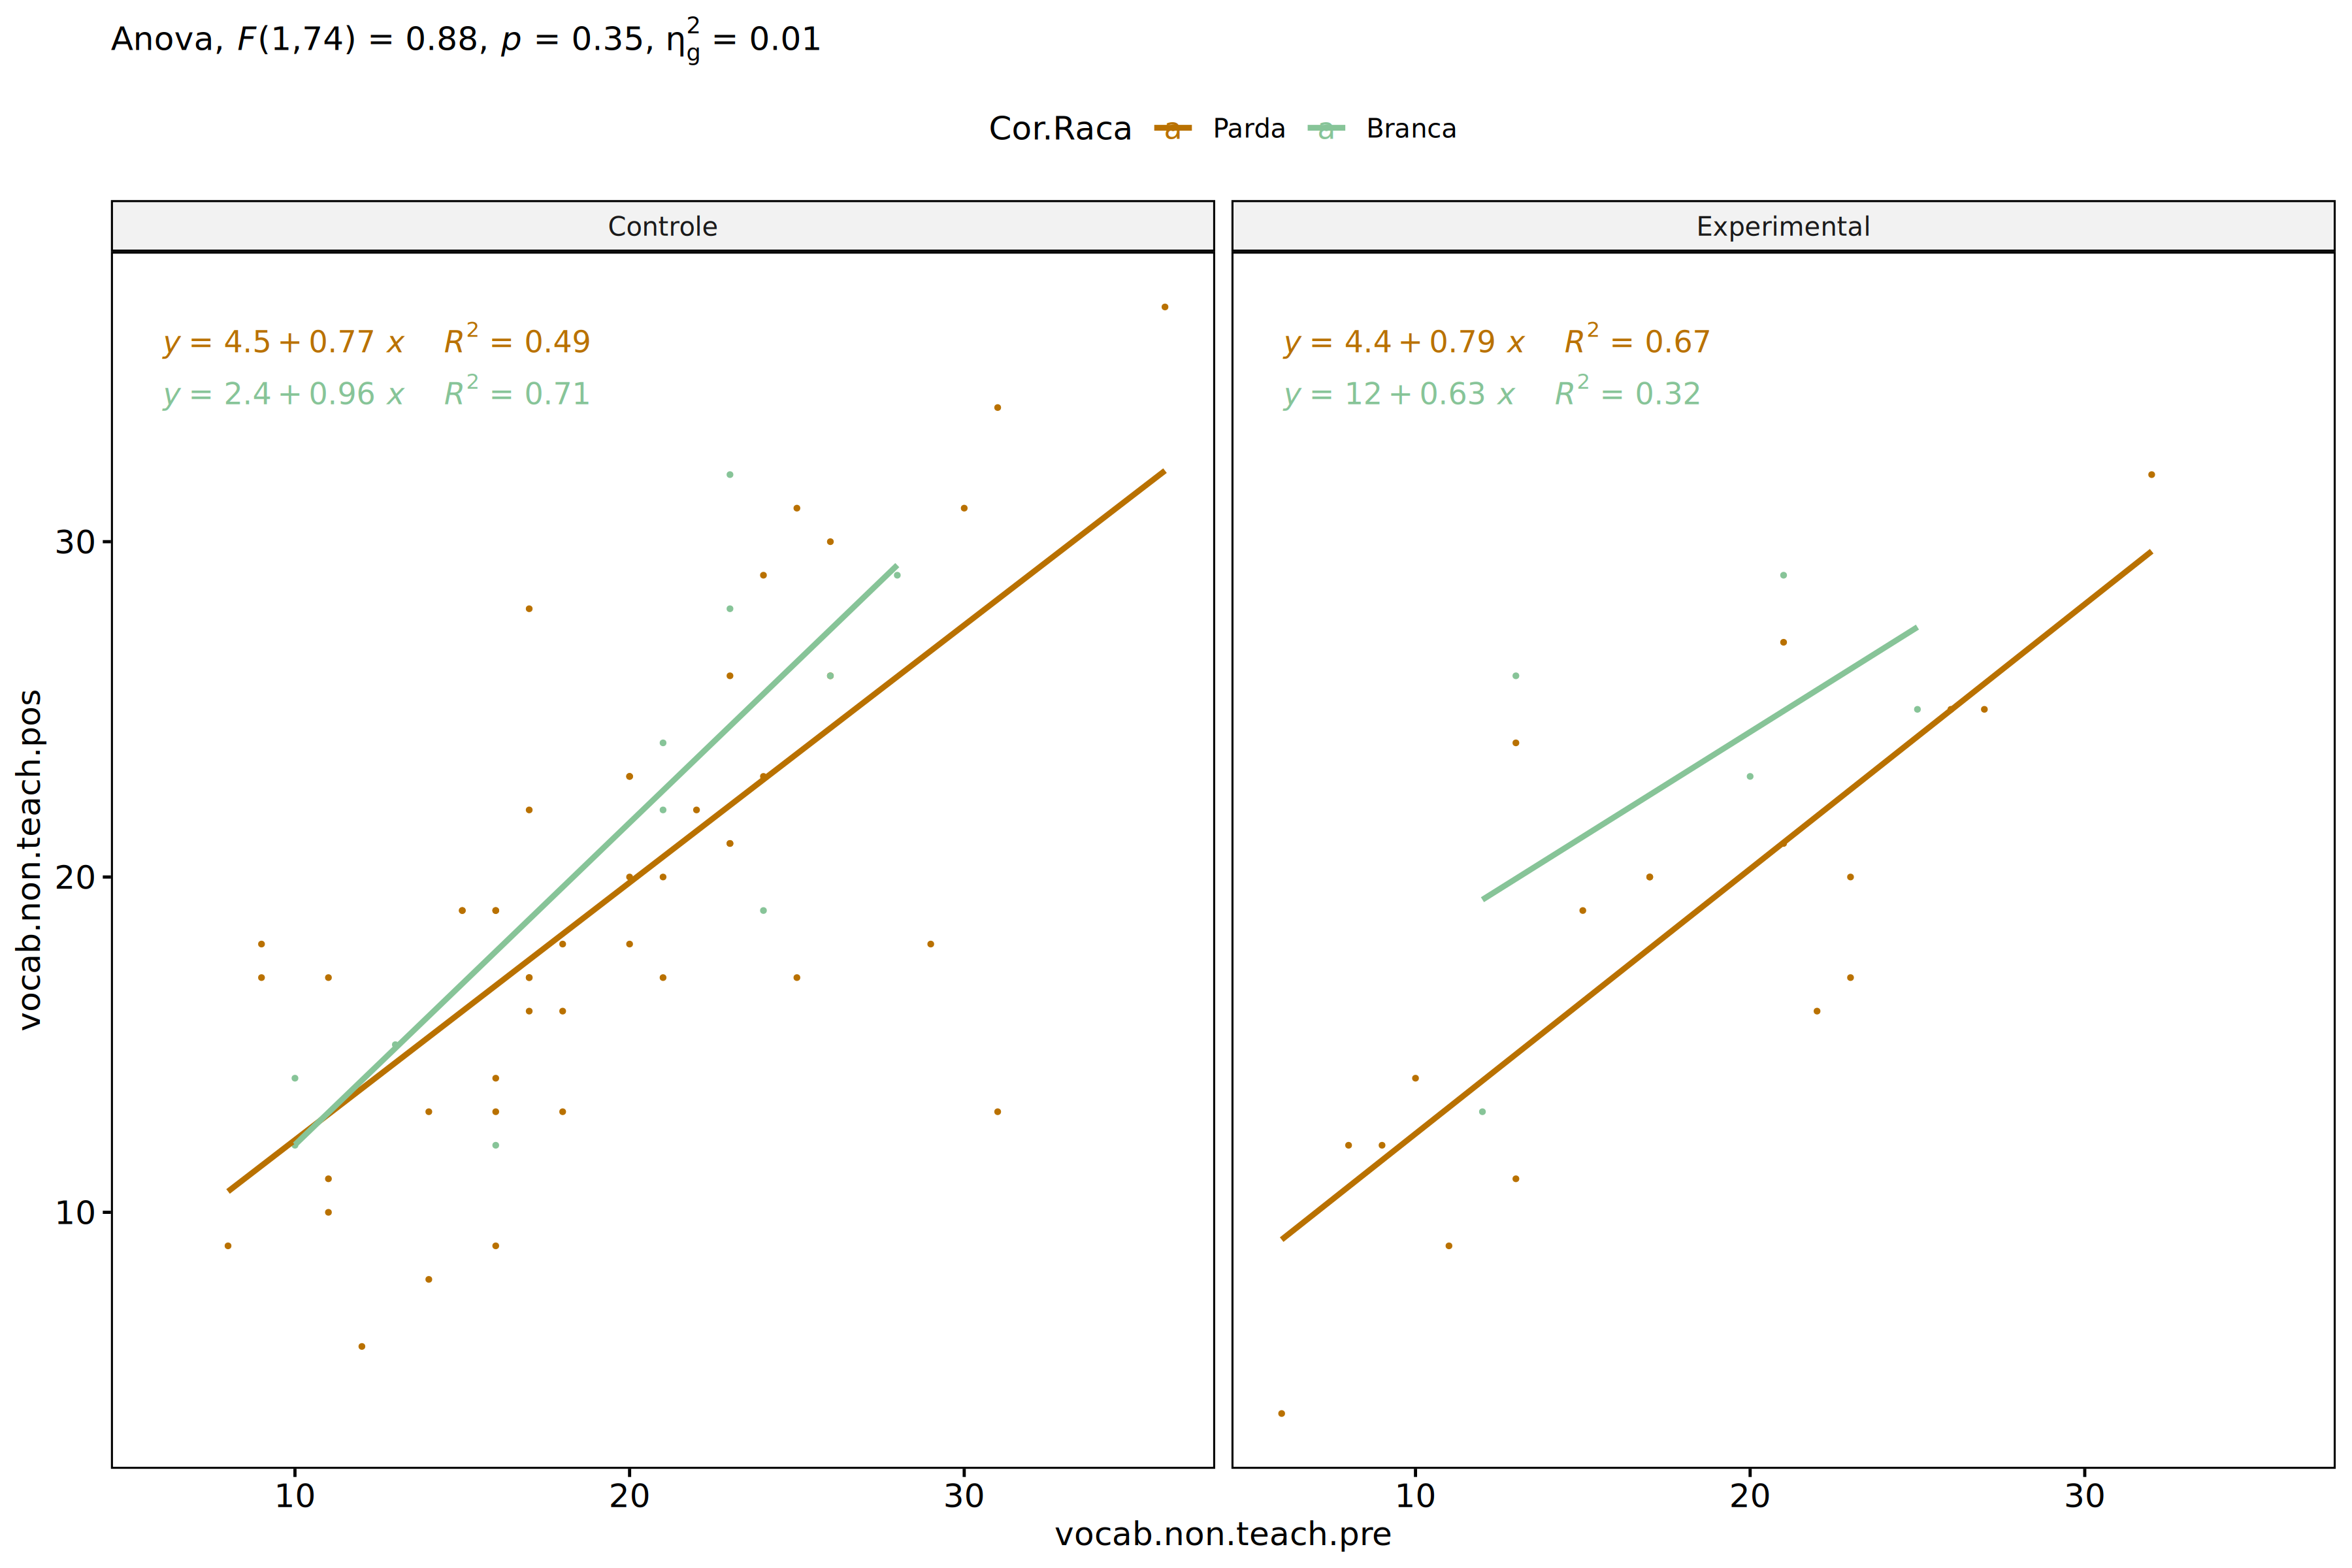 Anova, F(1,74) = 0.88, p = 0.35, η²g = 0.01
Cor.Raca a Parda a Branca
Controle
Experimental
y = 4.5 + 0.77 x R² = 0.49
y = 2.4 + 0.96 x R² = 0.71
y = 4.4 + 0.79 x R² = 0.67
y = 12 + 0.63 x R² = 0.32
vocab.non.teach.pos
30
20
10
10 20 30
10 20 30
vocab.non.teach.pre